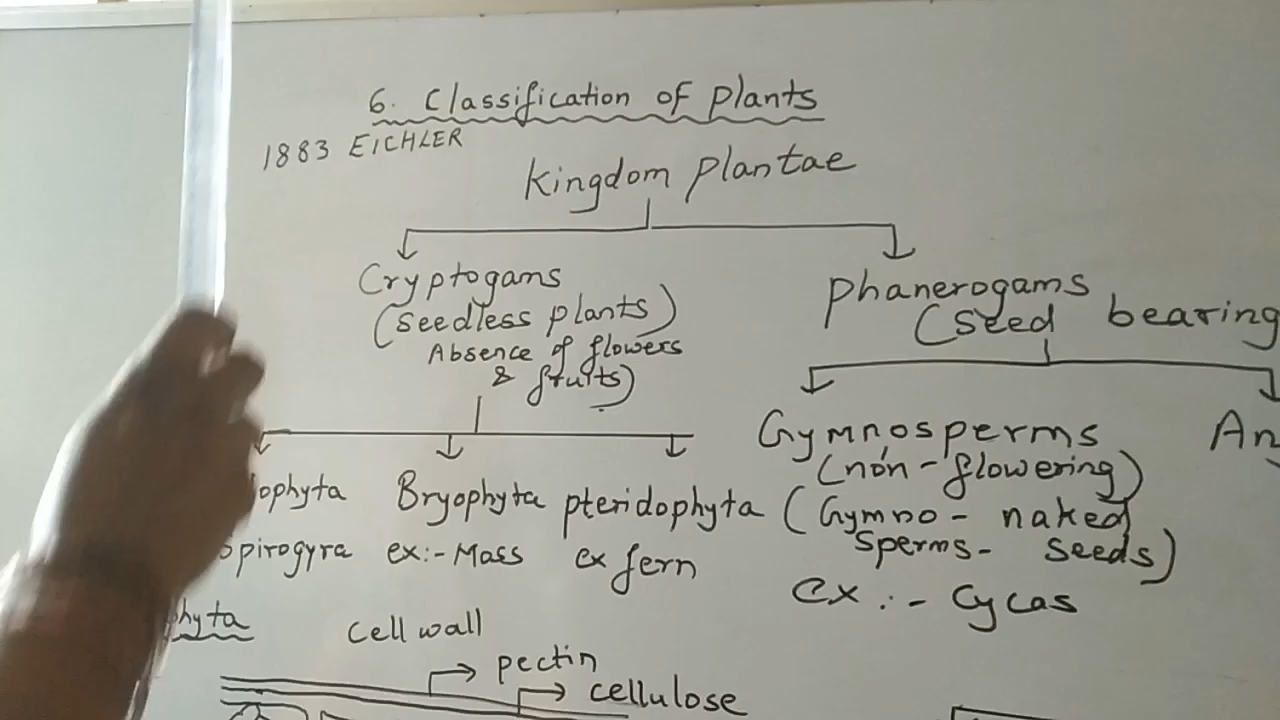 6. Classification of plants
1883 EICHLER
Kingdom plantae
Cryptogams
phanerogams
(seedless plants)
(seed bearing
Absence of flowers
& fruits)
Gymnosperms
An
(non-flowering)
ophyta Bryophyta pteridophyta (Gymno - naked
sperms- seeds)
spirogyra ex:- Mass ex fern
ex :- Cycas
phyta
cell wall
pectin
cellulose